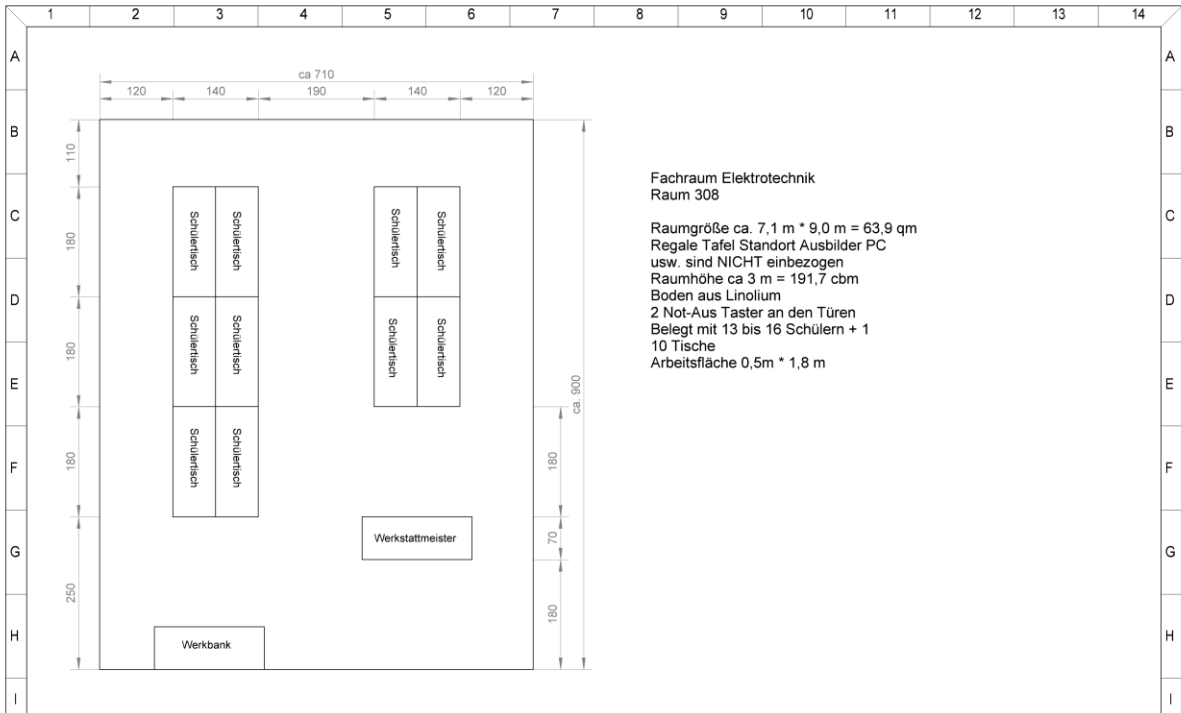 1 2 3 4 5 6 7 8 9 10 11 12 13 14
A A
ca 710
120 140 190 140 120
B B
110
Fachraum Elektrotechnik
Raum 308
C C
Schülertisch Schülertisch Schülertisch Schülertisch
180
Raumgröße ca. 7,1 m * 9,0 m = 63,9 qm
Regale Tafel Standort Ausbilder PC
usw. sind NICHT einbezogen
Raumhöhe ca 3 m = 191,7 cbm
D D
Boden aus Linolium
2 Not-Aus Taster an den Türen
Belegt mit 13 bis 16 Schülern + 1
10 Tische
Arbeitsfläche 0,5m * 1,8 m
Schülertisch Schülertisch Schülertisch Schülertisch
180
E E
ca. 900
Schülertisch Schülertisch
180 180
F F
Werkstattmeister
70
G G
250 180
H H
Werkbank
I I